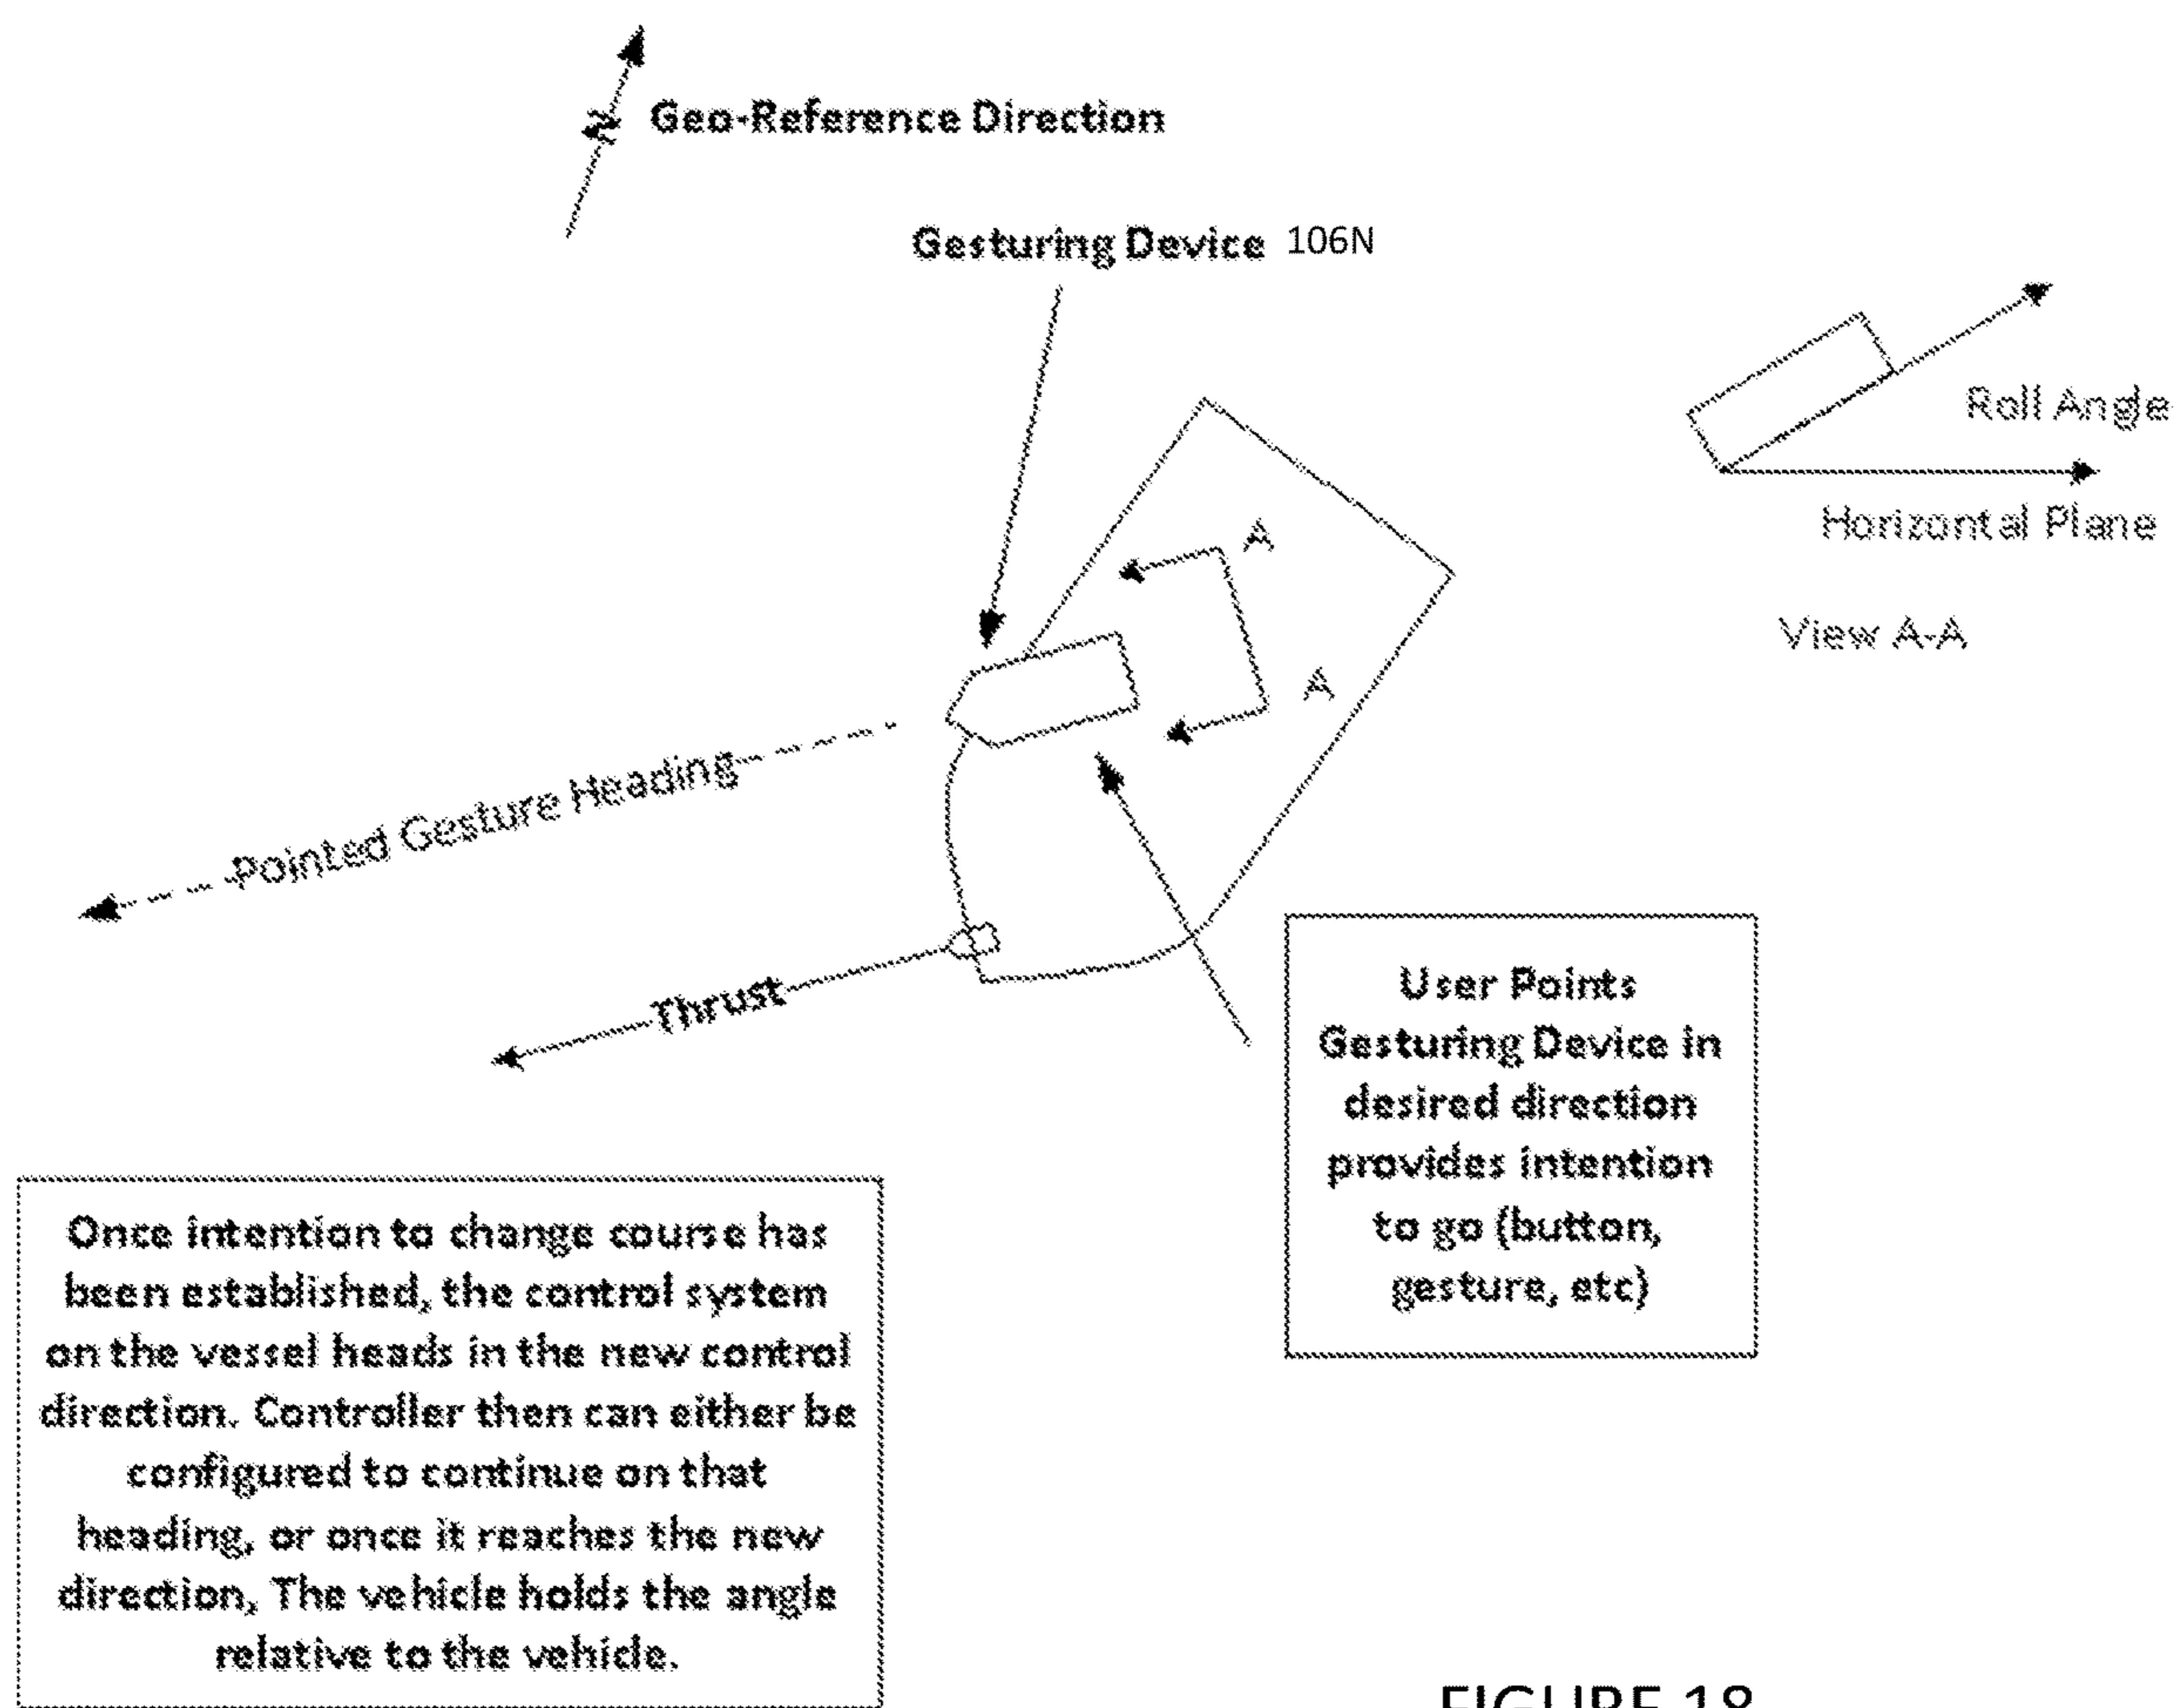 N
Geo-Reference Direction
Gesturing Device 106N
Roll Angle
Horizontal Plane
View A-A
A
A
Pointed Gesture Heading
Thrust
User Points
Gesturing Device in
desired direction
provides intention
to go (button,
gesture, etc)
Once intention to change course has
been established, the control system
on the vessel heads in the new control
direction. Controller then can either be
configured to continue on that
heading, or once it reaches the new
direction, The vehicle holds the angle
relative to the vehicle.
FIGURE 18